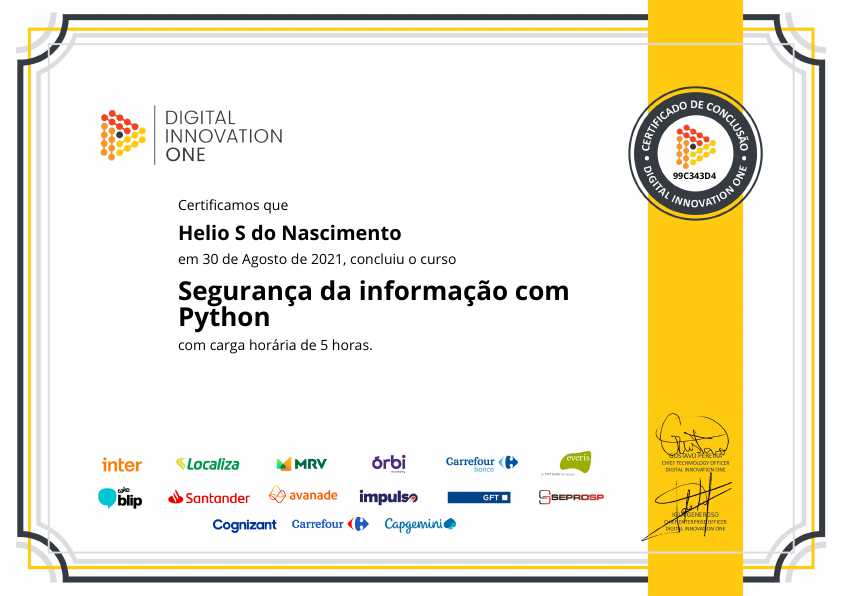 DIGITAL
INNOVATION
ONE
CERTIFICADO DE CONCLUSÃO
99C343D4
DIGITAL INNOVATION ONE
Certificamos que
Helio S do Nascimento
em 30 de Agosto de 2021, concluiu o curso
Segurança da informação com
Python
com carga horária de 5 horas.
GUSTAVO PEREIRA
CHIEF TECHNOLOGY OFFICER
DIGITAL INNOVATION ONE
inter
Localiza
MRV
órbi
Carrefour
banco
everis
blip
Santander
avanade
impulso
GFT
SEPROSP
GENEROSO
CHIEF ENTERPRISE OFFICER
DIGITAL INNOVATION ONE
Cognizant
Carrefour
Capgemini